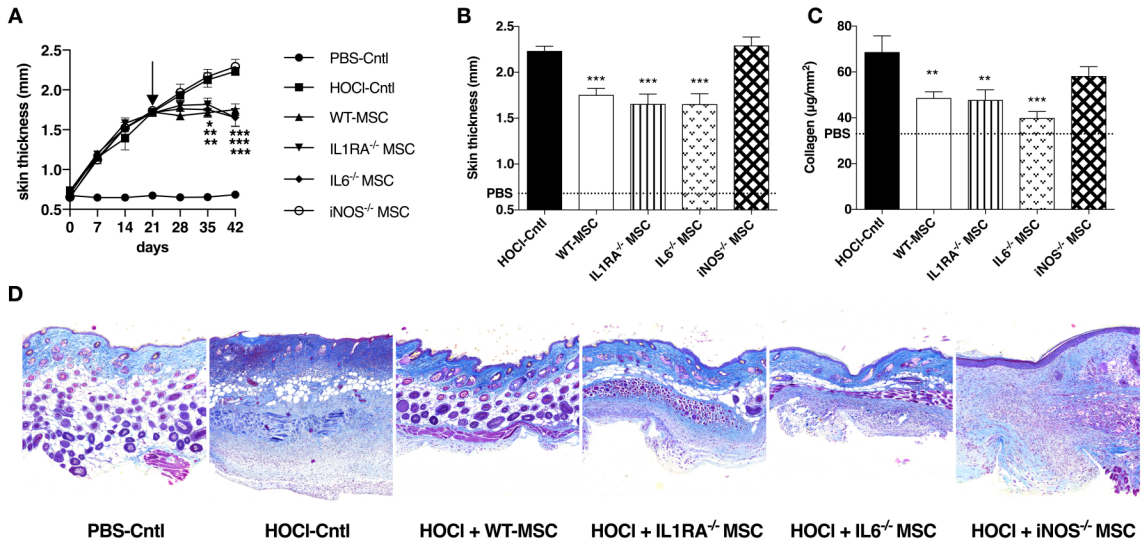 A
skin thickness (mm)
2.5
2.0
1.5
1.0
0.5
0 7 14 21 28 35 42
days
*
**
**
***
***
***
PBS-Cntl
HOCl-Cntl
WT-MSC
IL1RA-/- MSC
IL6-/- MSC
iNOS-/- MSC
B
Skin thickness (mm)
2.5
2.0
1.5
1.0
0.5
PBS
*** *** ***
HOCl-Cntl
WT-MSC
IL1RA-/- MSC
IL6-/- MSC
iNOS-/- MSC
C
Collagen (µg/mm²)
80
60
40
20
0
PBS
** ** ***
HOCl-Cntl
WT-MSC
IL1RA-/- MSC
IL6-/- MSC
iNOS-/- MSC
D
PBS-Cntl HOCl-Cntl HOCl + WT-MSC HOCl + IL1RA-/- MSC HOCl + IL6-/- MSC HOCl + iNOS-/- MSC